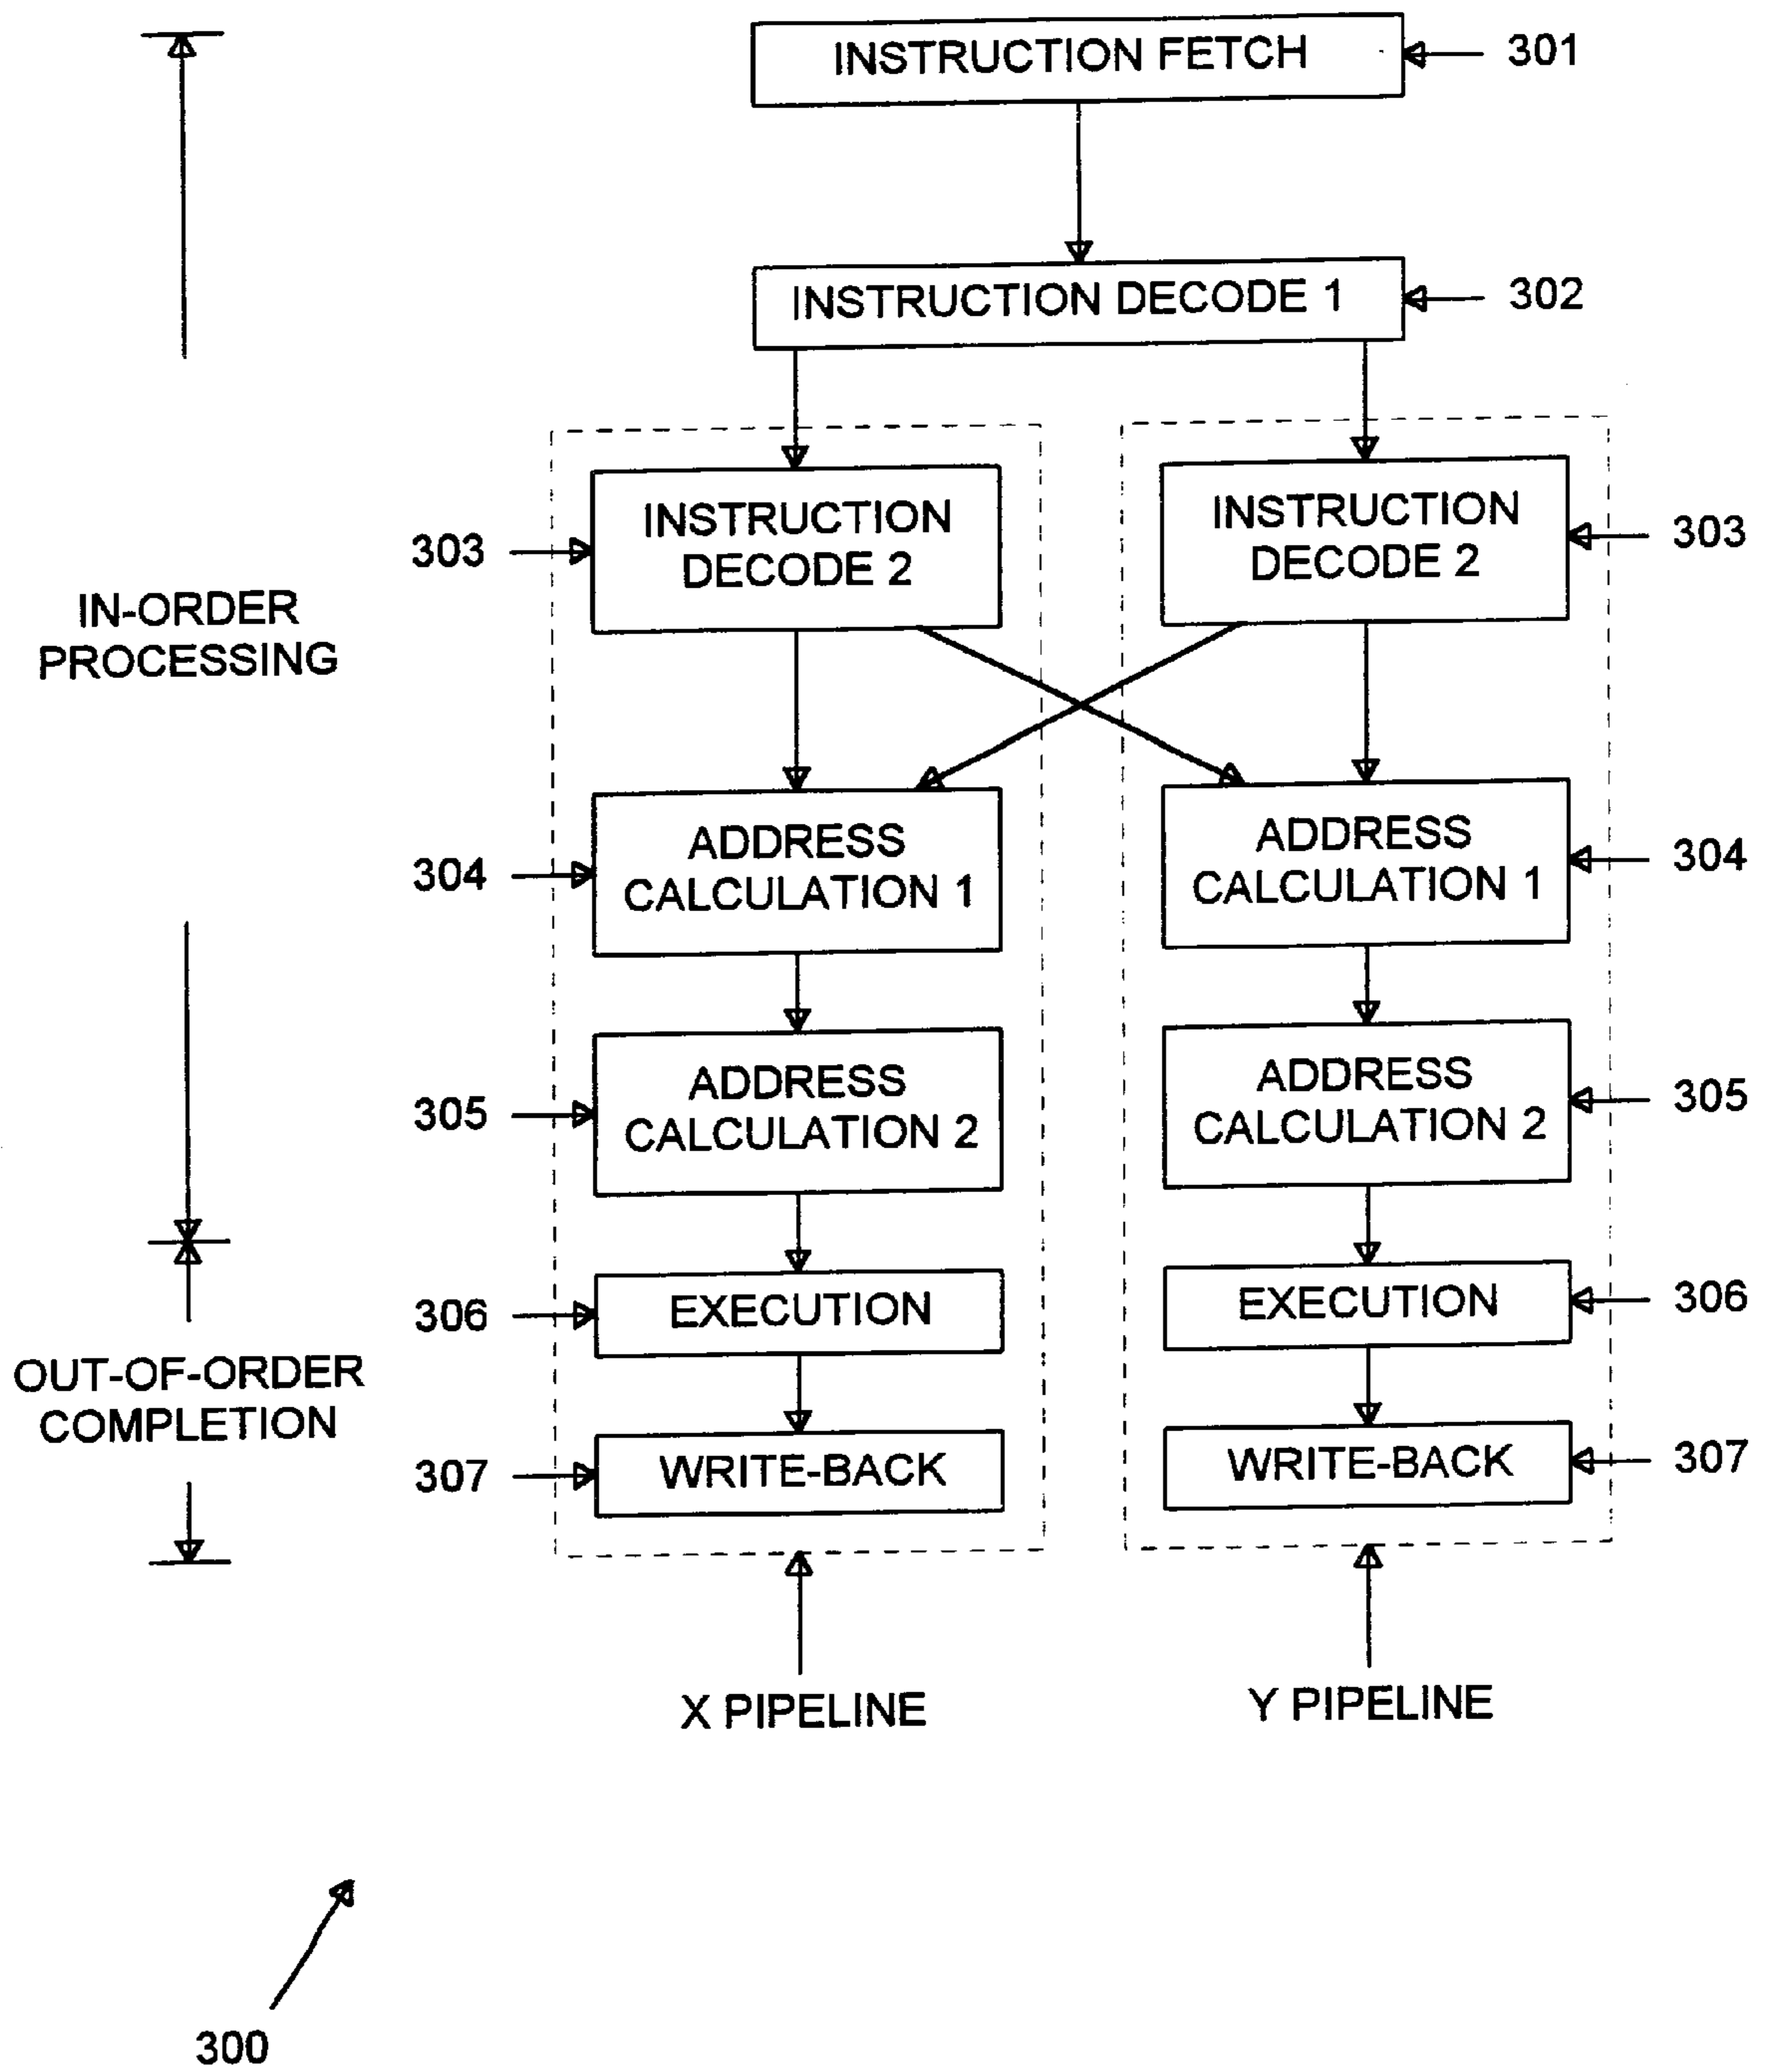 INSTRUCTION FETCH
301
INSTRUCTION DECODE 1
302
303
INSTRUCTION
DECODE 2
INSTRUCTION
DECODE 2
303
IN-ORDER
PROCESSING
304
ADDRESS
CALCULATION 1
ADDRESS
CALCULATION 1
304
305
ADDRESS
CALCULATION 2
ADDRESS
CALCULATION 2
305
306
EXECUTION
EXECUTION
306
OUT-OF-ORDER
COMPLETION
307
WRITE-BACK
WRITE-BACK
307
X PIPELINE
Y PIPELINE
300